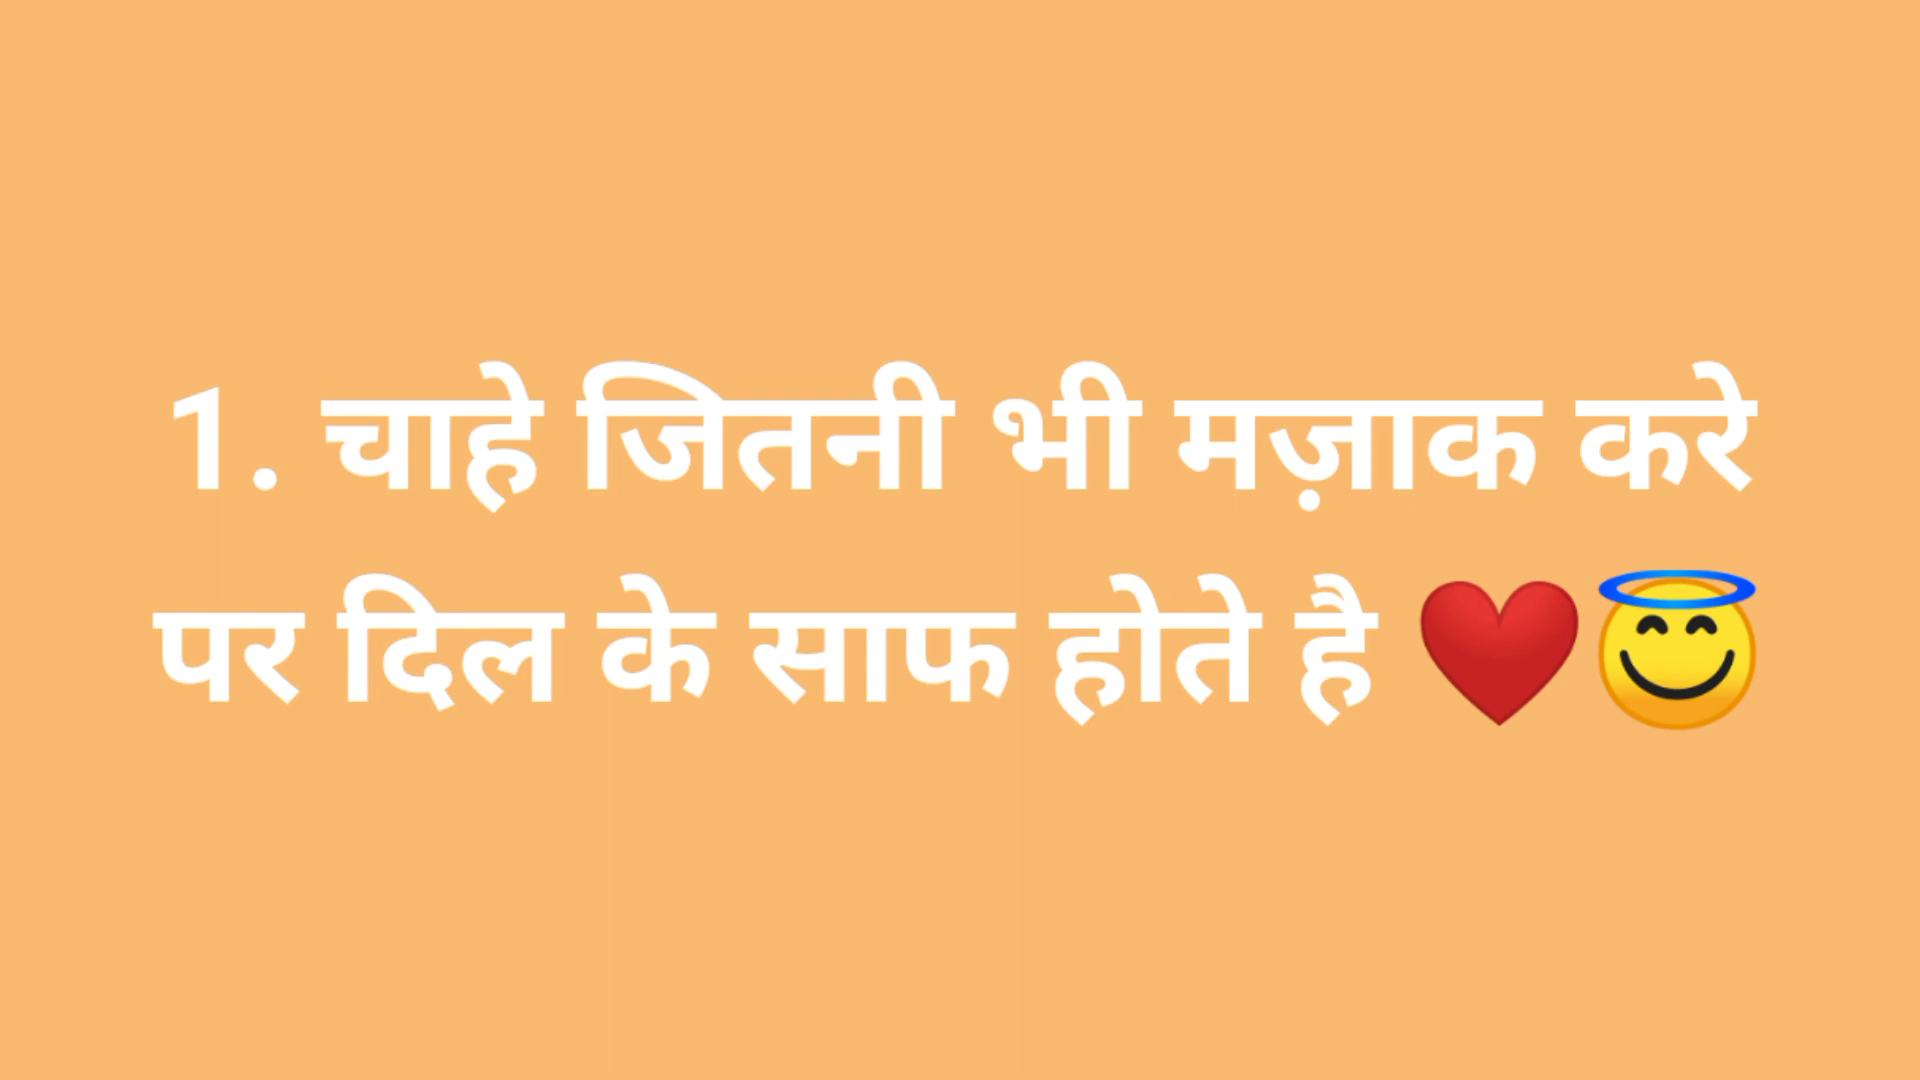 1. चाहे जितनी भी मज़ाक करे
पर दिल के साफ होते है ❤️😇